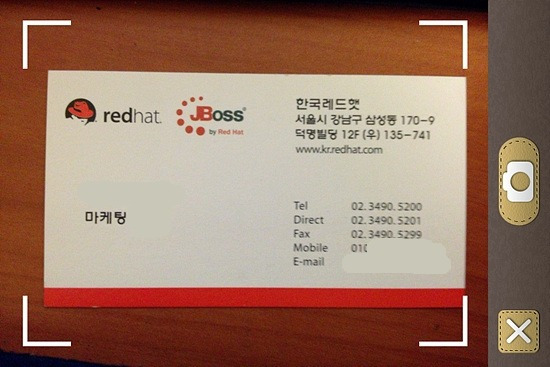 redhat.
JBoss
by Red Hat
한국레드햇
서울시 강남구 삼성동 170-9
덕명빌딩 12F (우) 135-741
www.kr.redhat.com
마케팅
Tel 02. 3490. 5200
Direct 02. 3490. 5201
Fax 02. 3490. 5299
Mobile 010
E-mail